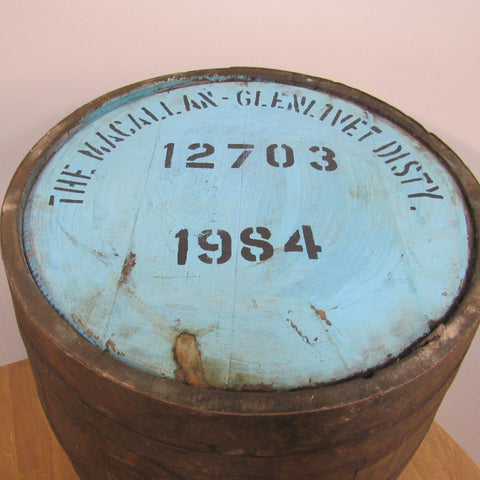 THE MACALLAN-GLENLIVET DISTY.
12703
1984